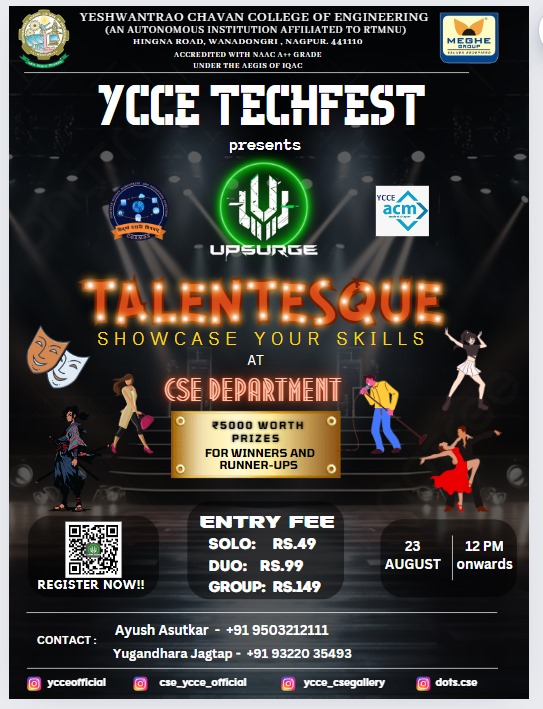 YESHWANTRAO CHAVAN COLLEGE OF ENGINEERING
(AN AUTONOMOUS INSTITUTION AFFILIATED TO RTMNU)
HINGNA ROAD, WANADONGRI , NAGPUR. 441110
ACCREDITED WITH NAAC A++ GRADE
UNDER THE AEGIS OF IQAC
MEGHE
GROUP
YCCE TECHFEST
presents
YCCE
acm
UPSURGE
TALENTESQUE
SHOWCASE YOUR SKILLS
AT
CSE DEPARTMENT
₹5000 WORTH
PRIZES
FOR WINNERS AND
RUNNER-UPS
REGISTER NOW!!
ENTRY FEE
SOLO: RS.49
DUO: RS.99
GROUP: RS.149
23
AUGUST
12 PM
onwards
CONTACT :
Ayush Asutkar - +91 9503212111
Yugandhara Jagtap - +91 93220 35493
ycceofficial cse_ycce_official ycce_csegallery dots.cse